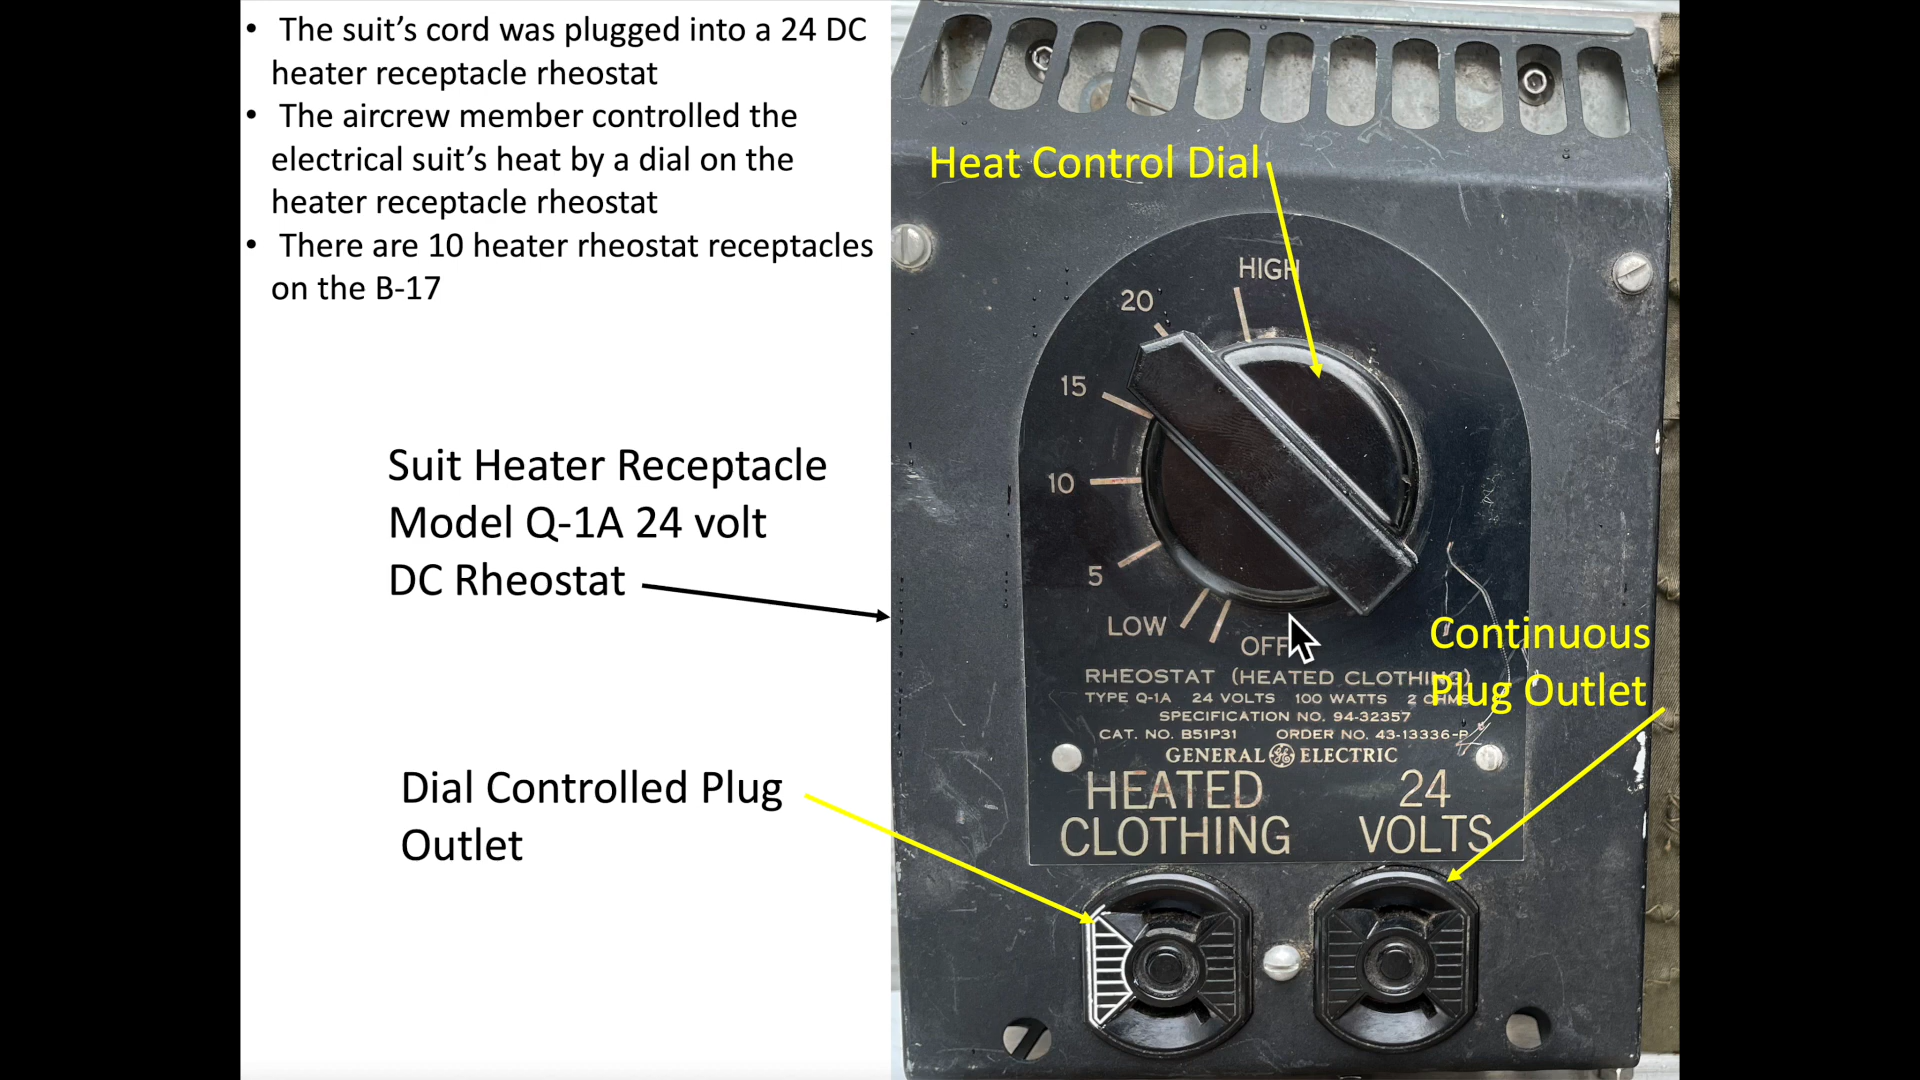 • The suit's cord was plugged into a 24 DC
heater receptacle rheostat
• The aircrew member controlled the
electrical suit's heat by a dial on the
heater receptacle rheostat
• There are 10 heater rheostat receptacles
on the B-17
Suit Heater Receptacle
Model Q-1A 24 volt
DC Rheostat
Dial Controlled Plug
Outlet
Heat Control Dial
HIGH
20
15
10
5
LOW
OFF
Continuous
Plug Outlet
RHEOSTAT (HEATED CLOTHING)
TYPE Q-1A 24 VOLTS 100 WATTS 2 OHMS
SPECIFICATION NO. 94-32357
CAT. NO. B51P31 ORDER NO. 43-13336-P
GENERAL GE ELECTRIC
HEATED CLOTHING
24 VOLTS